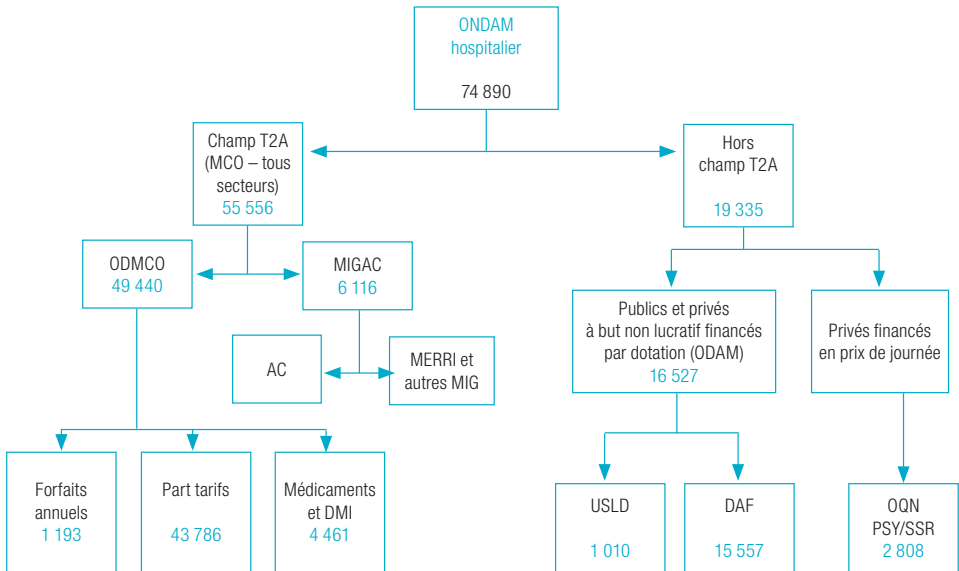 ONDAM
hospitalier
74 890
Champ T2A
(MCO – tous
secteurs)
55 556
Hors
champ T2A
19 335
ODMCO
49 440
MIGAC
6 116
Publics et privés
à but non lucratif financés
par dotation (ODAM)
16 527
Privés financés
en prix de journée
AC
MERRI et
autres MIG
Forfaits
annuels
1 193
Part tarifs
43 786
Médicaments
et DMI
4 461
USLD
1 010
DAF
15 557
OQN
PSY/SSR
2 808